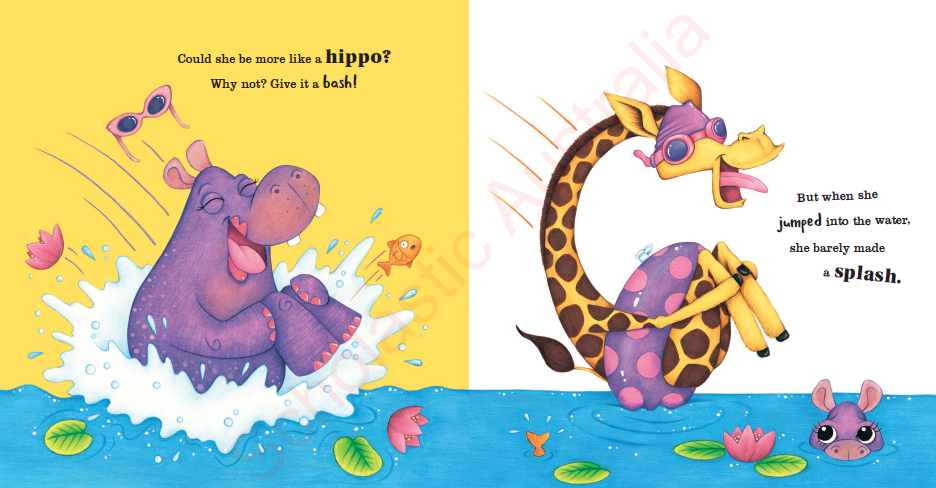 Could she be more like a hippo?
Why not? Give it a bash!
But when she
jumped into the water,
she barely made
a splash.
Scholastic Australia